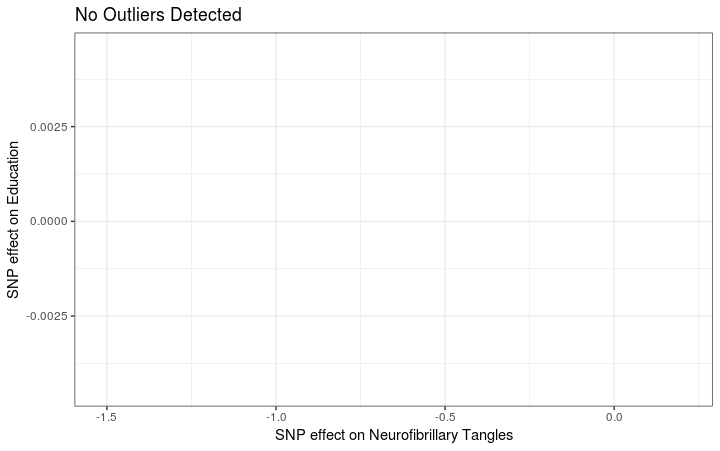 No Outliers Detected
SNP effect on Education
0.0025
0.0000
-0.0025
-1.5
-1.0
-0.5
0.0
SNP effect on Neurofibrillary Tangles